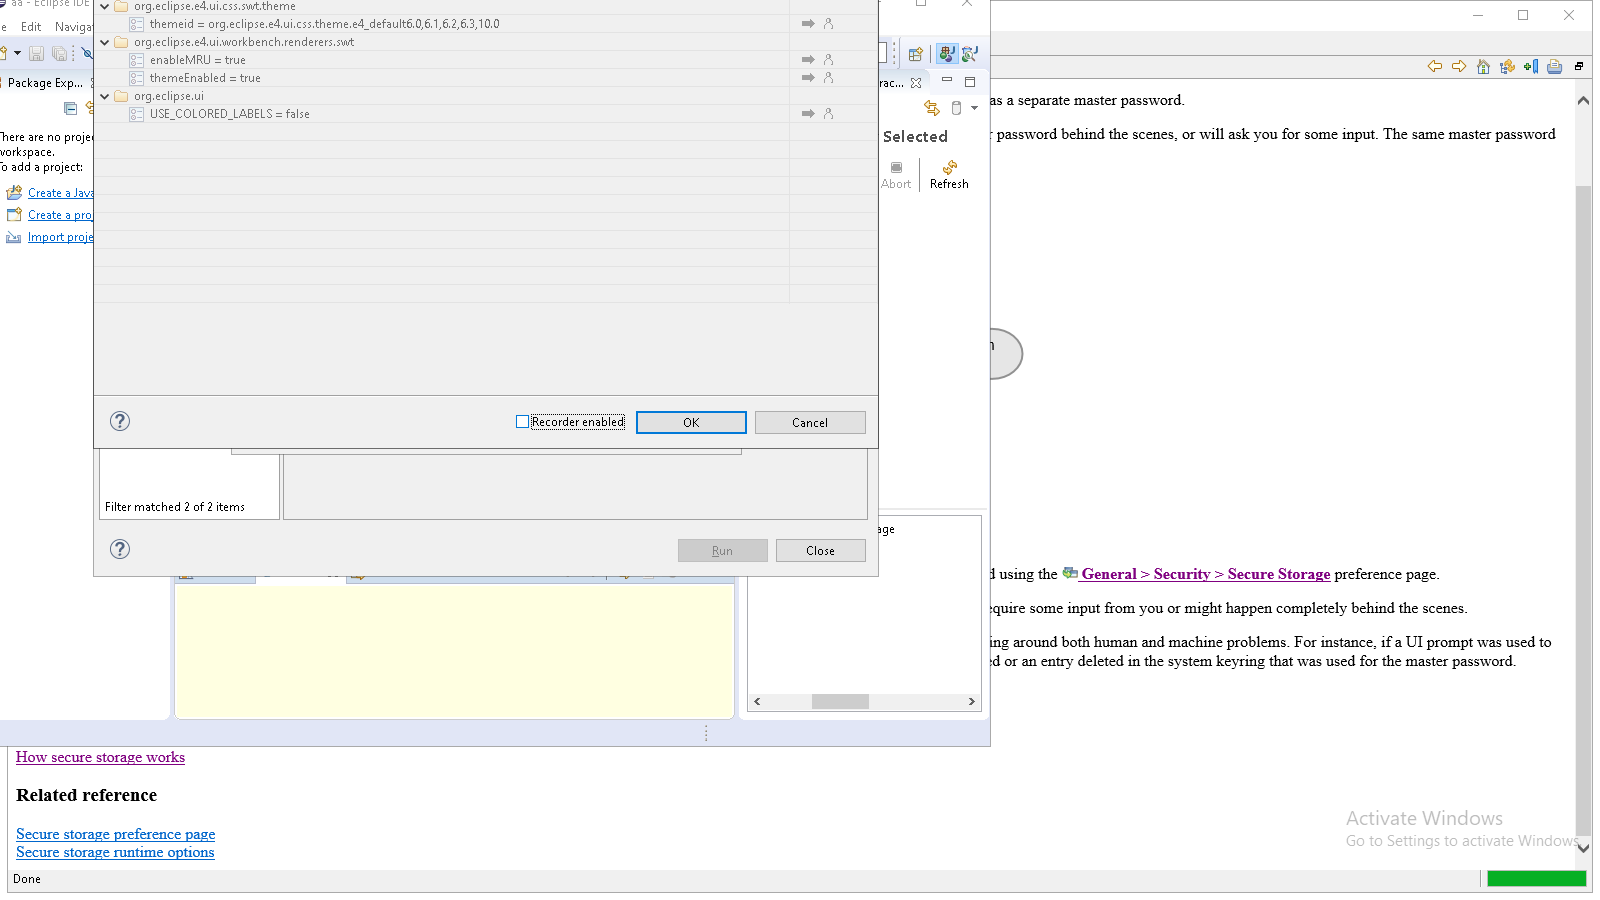 aa - Eclipse IDE
Edit Naviga
org.eclipse.e4.ui.css.swt.theme
themeid = org.eclipse.e4.ui.css.theme.e4_default6.0,6.1,6.2,6.3,10.0
org.eclipse.e4.ui.workbench.renderers.swt
enableMRU = true
themeEnabled = true
org.eclipse.ui
USE_COLORED_LABELS = false
Recorder enabled
OK
Cancel
Package Exp...
There are no proje
workspace.
To add a project:
Create a Java
Create a pro
Import proje
rac...
Selected
Abort
Refresh
Filter matched 2 of 2 items
Run
Close
age
as a separate master password.
password behind the scenes, or will ask you for some input. The same master password
n
d using the General > Security > Secure Storage preference page.
equire some input from you or might happen completely behind the scenes.
ing around both human and machine problems. For instance, if a UI prompt was used to
ed or an entry deleted in the system keyring that was used for the master password.
How secure storage works
Related reference
Secure storage preference page
Secure storage runtime options
Activate Windows
Go to Settings to activate Windows.
Done